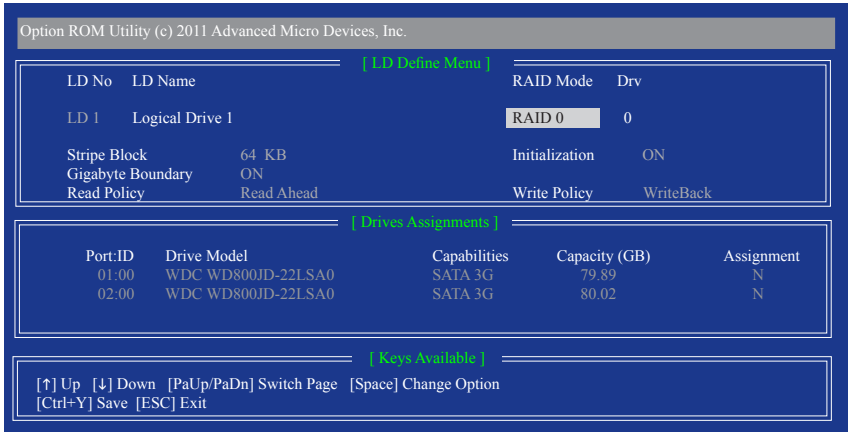 Option ROM Utility (c) 2011 Advanced Micro Devices, Inc.
[ LD Define Menu ]
LD No LD Name RAID Mode Drv
LD 1 Logical Drive 1 RAID 0 0
Stripe Block 64 KB Initialization ON
Gigabyte Boundary ON
Read Policy Read Ahead Write Policy WriteBack
[ Drives Assignments ]
Port:ID Drive Model Capabilities Capacity (GB) Assignment
01:00 WDC WD800JD-22LSA0 SATA 3G 79.89 N
02:00 WDC WD800JD-22LSA0 SATA 3G 80.02 N
[ Keys Available ]
[↑] Up [↓] Down [PaUp/PaDn] Switch Page [Space] Change Option
[Ctrl+Y] Save [ESC] Exit